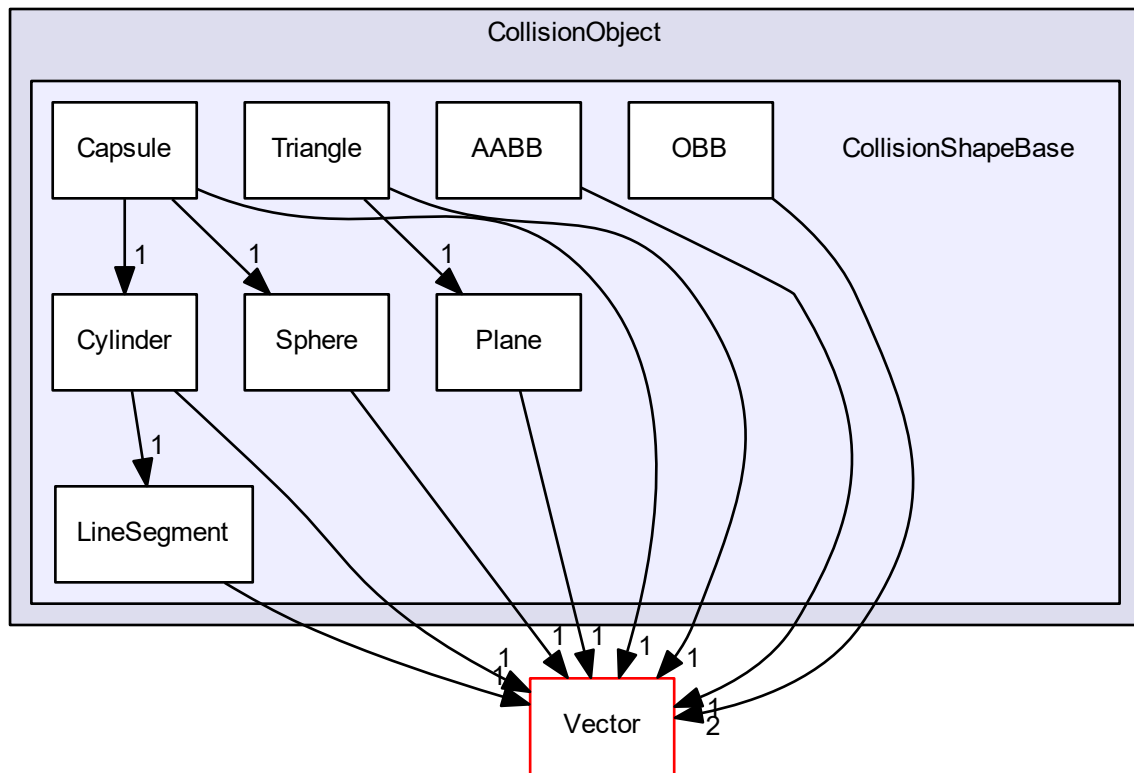 CollisionObject
Capsule
Triangle
AABB
OBB
CollisionShapeBase
1
1
1
Cylinder
Sphere
Plane
1
LineSegment
1
1
1
1
1
1
1
2
Vector